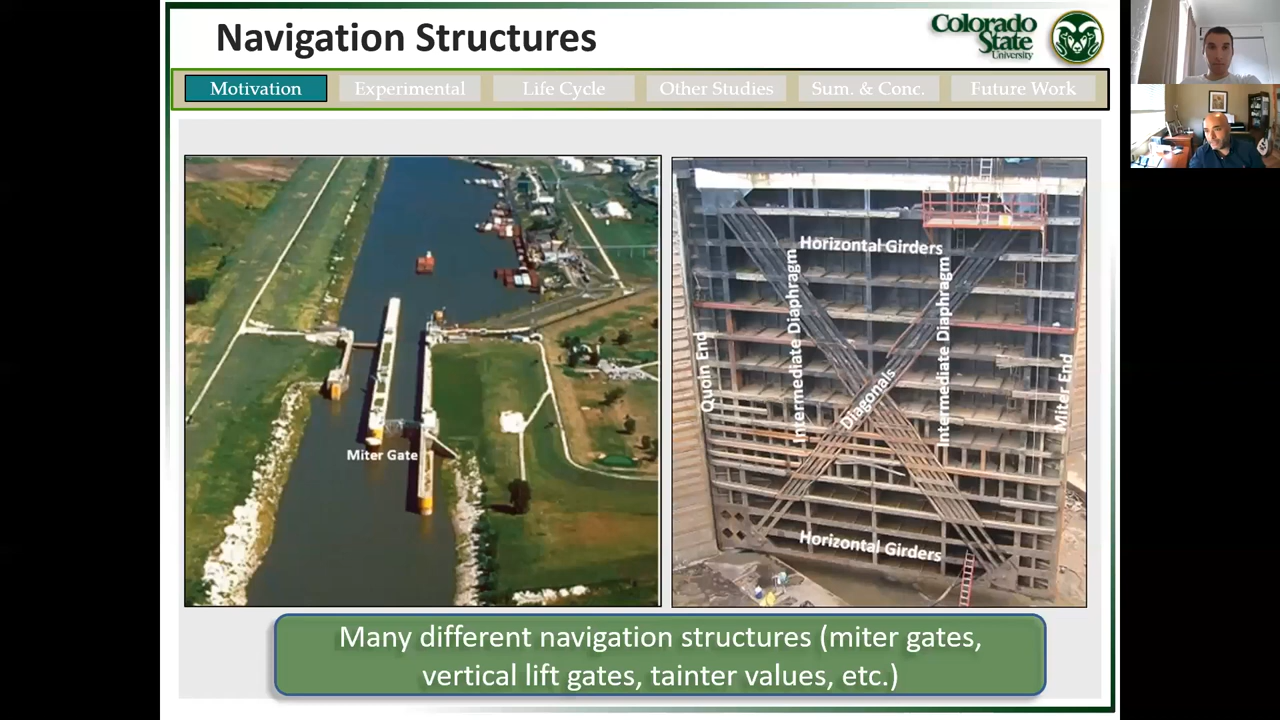 Navigation Structures
Colorado
State
University
Motivation
Experimental
Life Cycle
Other Studies
Sum. & Conc.
Future Work
Miter Gate
Horizontal Girders
Intermediate Diaphragm
Intermediate Diaphragm
Quoin End
Diagonals
Miter End
Horizontal Girders
Many different navigation structures (miter gates,
vertical lift gates, tainter values, etc.)